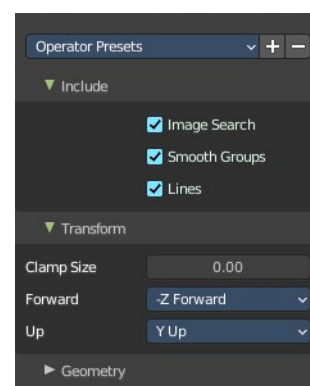 Operator Presets
Include
Image Search
Smooth Groups
Lines
Transform
Clamp Size 0.00
Forward -Z Forward
Up Y Up
Geometry